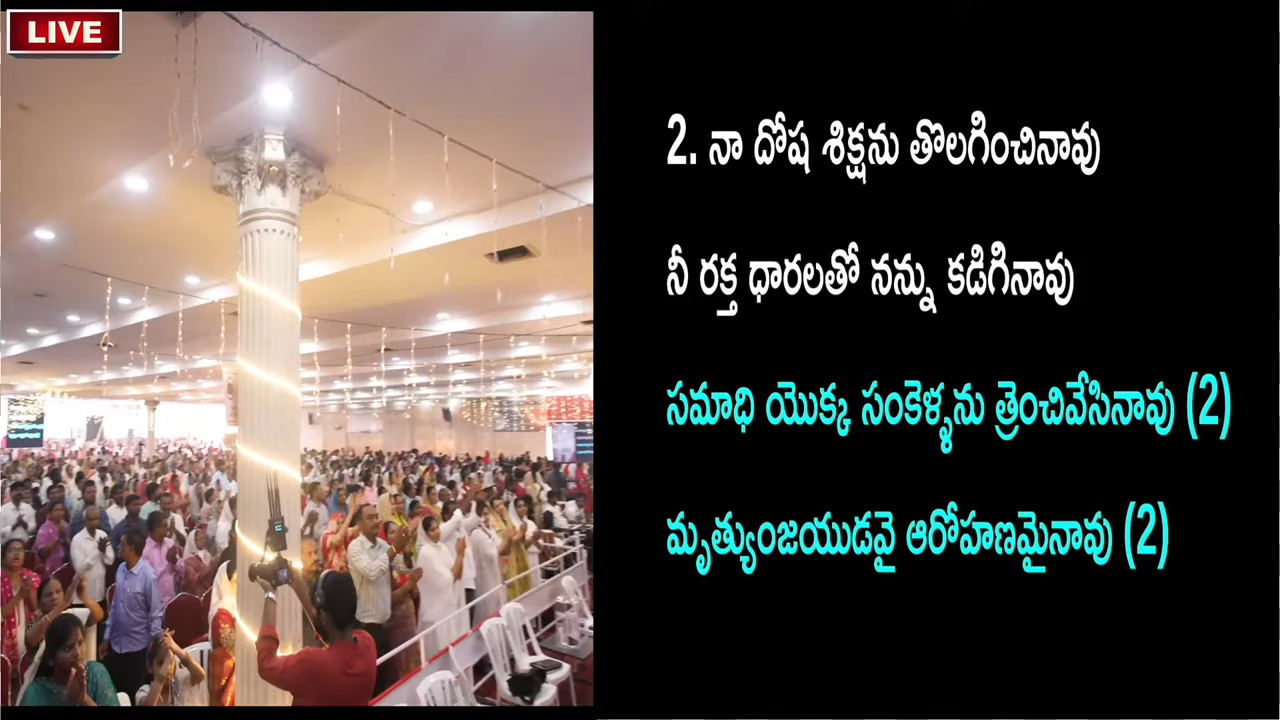 LIVE
2. నా దోష శిక్షను తొలగించినావు
నీ రక్త ధారలతో నన్ను కడిగినావు
సమాధి యొక్క సంకెళ్ళను త్రెంచివేసినావు (2)
మృత్యుంజయుడవై ఆరోహణమైనావు (2)